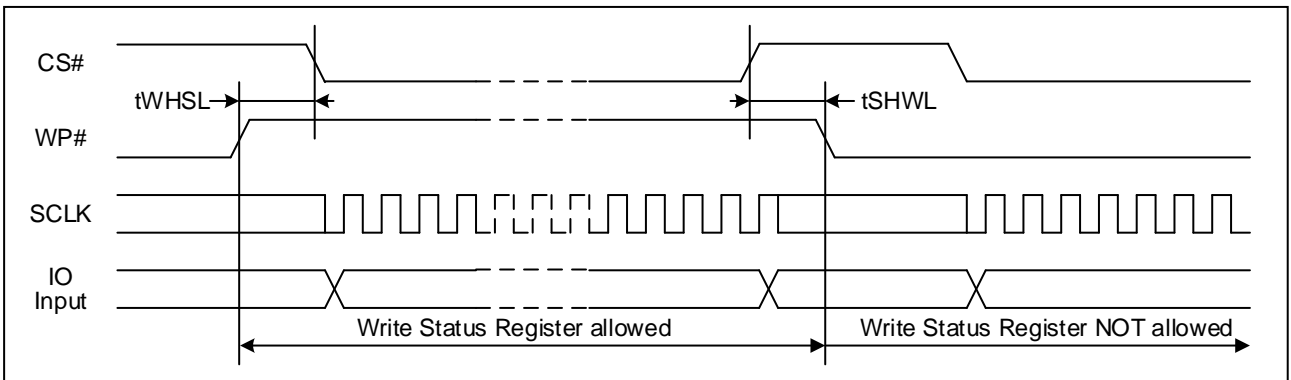 CS#
tWHSL
tSHWL
WP#
SCLK
IO
Input
Write Status Register allowed
Write Status Register NOT allowed